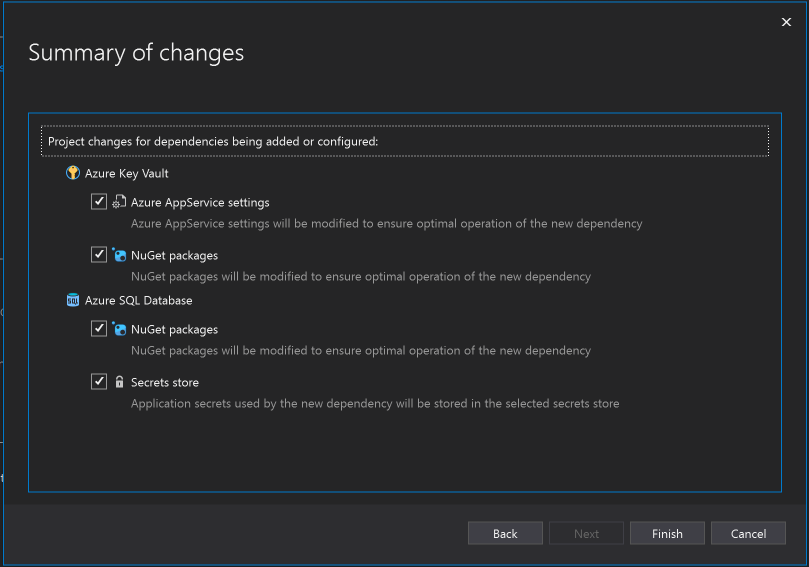 Summary of changes
Project changes for dependencies being added or configured:
Azure Key Vault
Azure AppService settings
Azure AppService settings will be modified to ensure optimal operation of the new dependency
NuGet packages
NuGet packages will be modified to ensure optimal operation of the new dependency
Azure SQL Database
NuGet packages
NuGet packages will be modified to ensure optimal operation of the new dependency
Secrets store
Application secrets used by the new dependency will be stored in the selected secrets store
Back
Next
Finish
Cancel